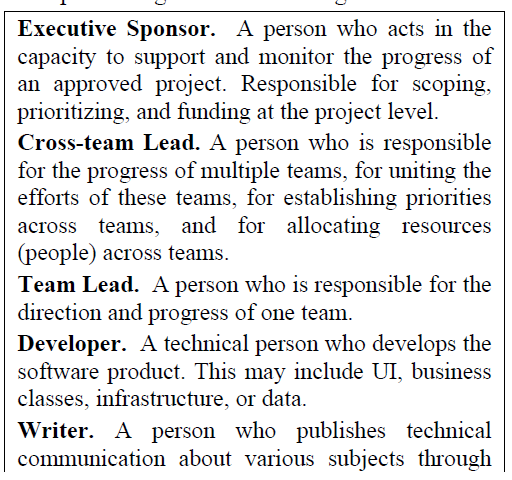 Executive Sponsor. A person who acts in the
capacity to support and monitor the progress of
an approved project. Responsible for scoping,
prioritizing, and funding at the project level.
Cross-team Lead. A person who is responsible
for the progress of multiple teams, for uniting the
efforts of these teams, for establishing priorities
across teams, and for allocating resources
(people) across teams.
Team Lead. A person who is responsible for the
direction and progress of one team.
Developer. A technical person who develops the
software product. This may include UI, business
classes, infrastructure, or data.
Writer. A person who publishes technical
communication about various subjects through